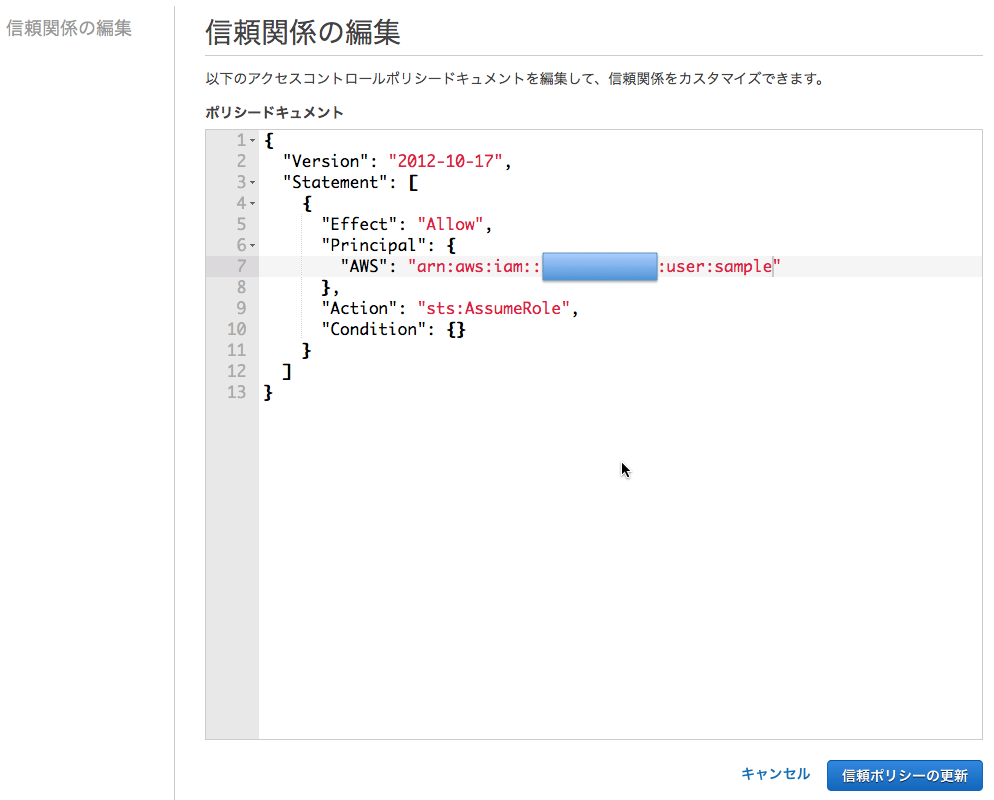 信頼関係の編集
信頼関係の編集
以下のアクセスコントロールポリシードキュメントを編集して、信頼関係をカスタマイズできます。
ポリシードキュメント
1 {
2   "Version": "2012-10-17",
3   "Statement": [
4     {
5       "Effect": "Allow",
6       "Principal": {
7         "AWS": "arn:aws:iam:: :user:sample"
8       },
9       "Action": "sts:AssumeRole",
10       "Condition": {}
11     }
12   ]
13 }
キャンセル 信頼ポリシーの更新